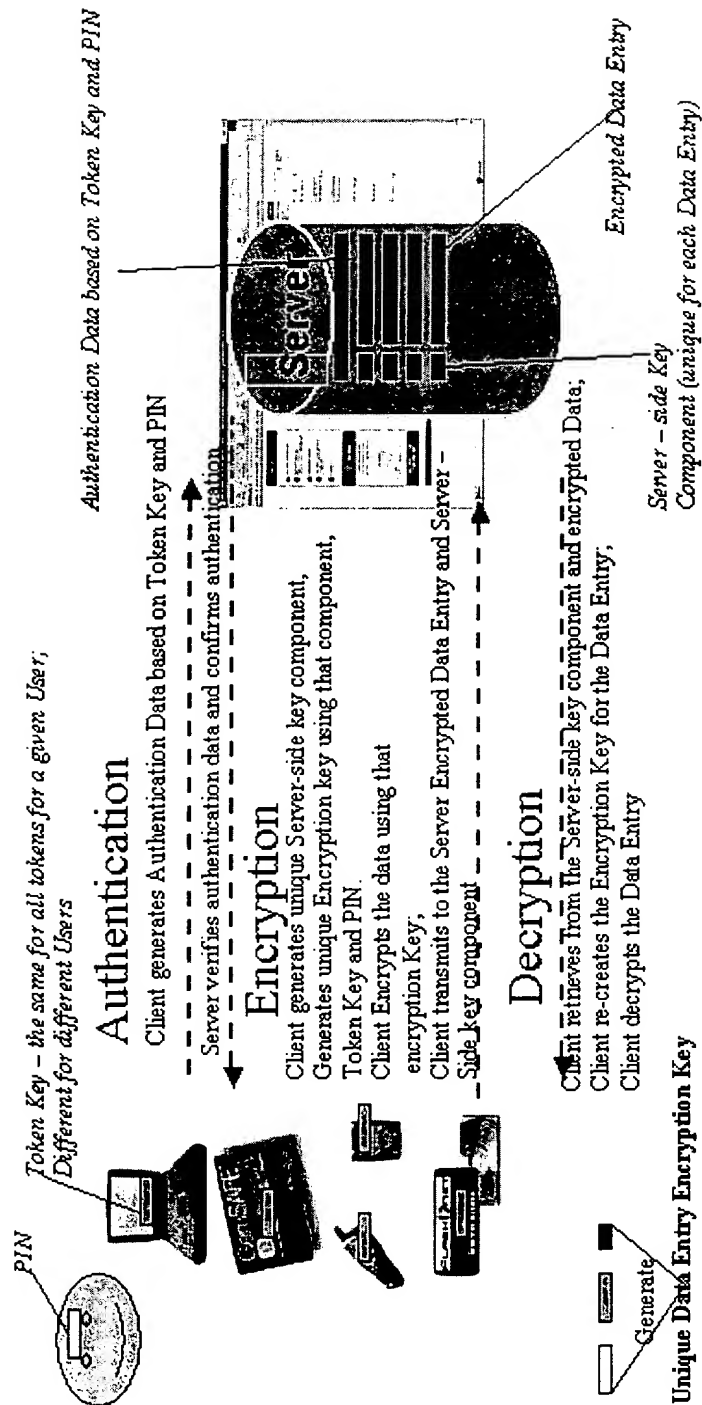 PIN
Token Key – the same for all tokens for a given User;
Different for different Users
Authentication Data based on Token Key and PIN
Authentication
Client generates Authentication Data based on Token Key and PIN
Server verifies authentication data and confirms authentication
Server
Encryption
Client generates unique Server-side key component,
Generates unique Encryption key using that component,
Token Key and PIN.
Client Encrypts the data using that
encryption Key;
Client transmits to the Server Encrypted Data Entry and Server –
Side key component
Decryption
Client retrieves from the Server-side key component and encrypted Data;
Client re-creates the Encryption Key for the Data Entry;
Client decrypts the Data Entry
Encrypted Data Entry
Server – side Key
Component (unique for each Data Entry)
Generate
Unique Data Entry Encryption Key